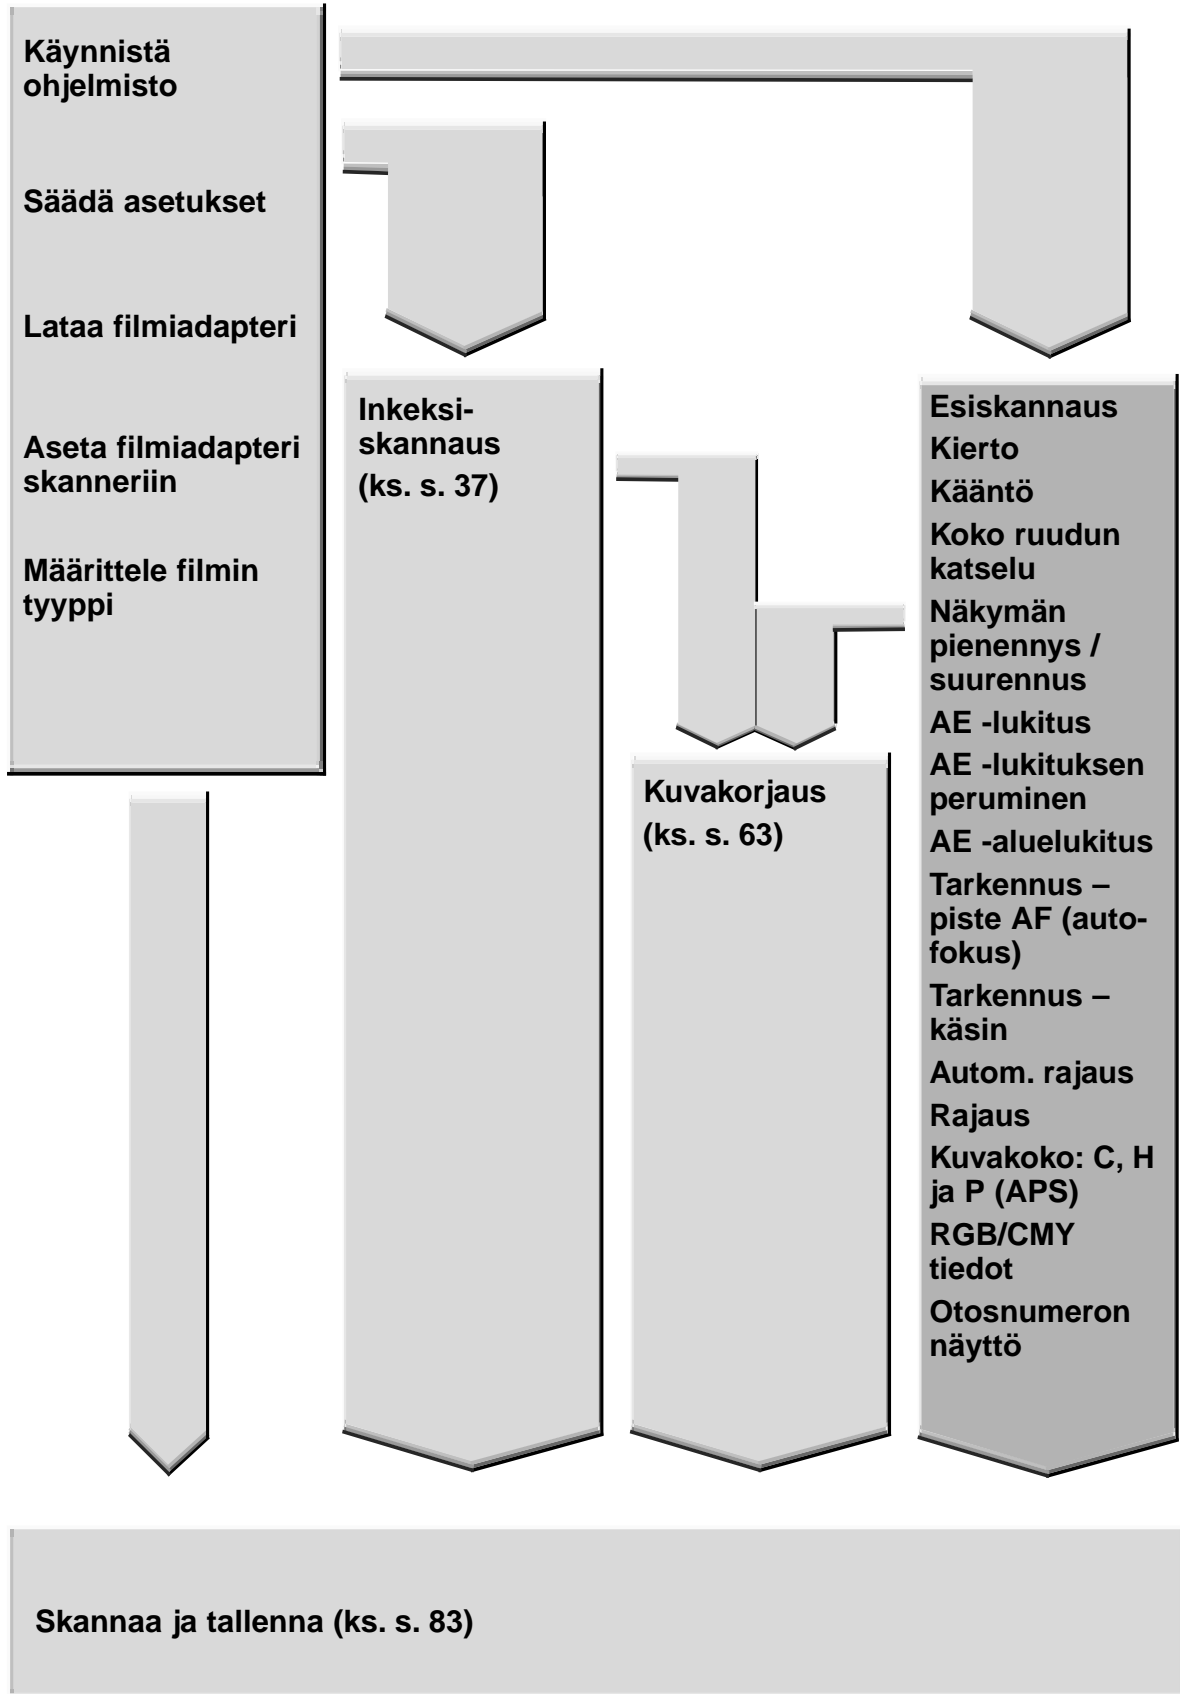 Käynnistä
ohjelmisto
Säädä asetukset
Lataa filmiadapteri
Aseta filmiadapteri
skanneriin
Määrittele filmin
tyyppi
Inkeksi-
skannaus
(ks. s. 37)
Kuvakorjaus
(ks. s. 63)
Esiskannaus
Kierto
Kääntö
Koko ruudun
katselu
Näkymän
pienennys /
suurennus
AE -lukitus
AE -lukituksen
peruminen
AE -aluelukitus
Tarkennus –
piste AF (auto-
fokus)
Tarkennus –
käsin
Autom. rajaus
Rajaus
Kuvakoko: C, H
ja P (APS)
RGB/CMY
tiedot
Otosnumeron
näyttö
Skannaa ja tallenna (ks. s. 83)